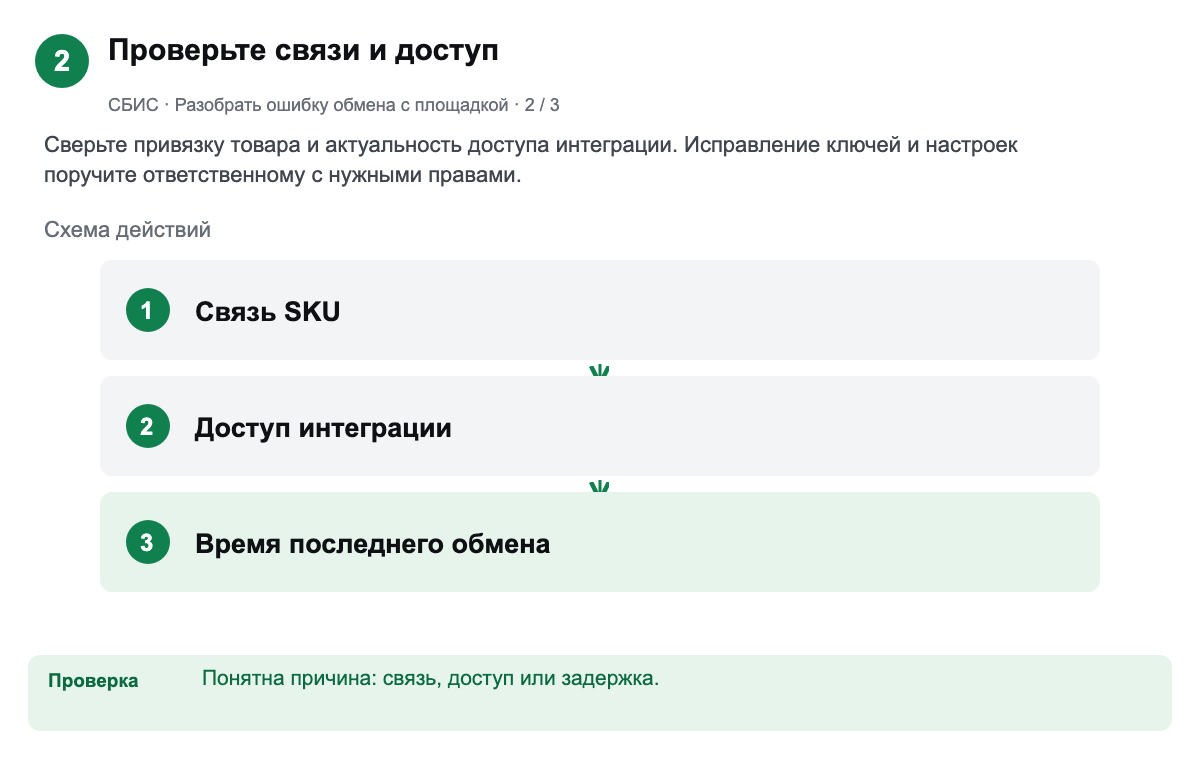 2
Проверьте связи и доступ
СБИС · Разобрать ошибку обмена с площадкой · 2 / 3
Сверьте привязку товара и актуальность доступа интеграции. Исправление ключей и настроек
поручите ответственному с нужными правами.
Схема действий
1 Связь SKU
2 Доступ интеграции
3 Время последнего обмена
Проверка Понятна причина: связь, доступ или задержка.